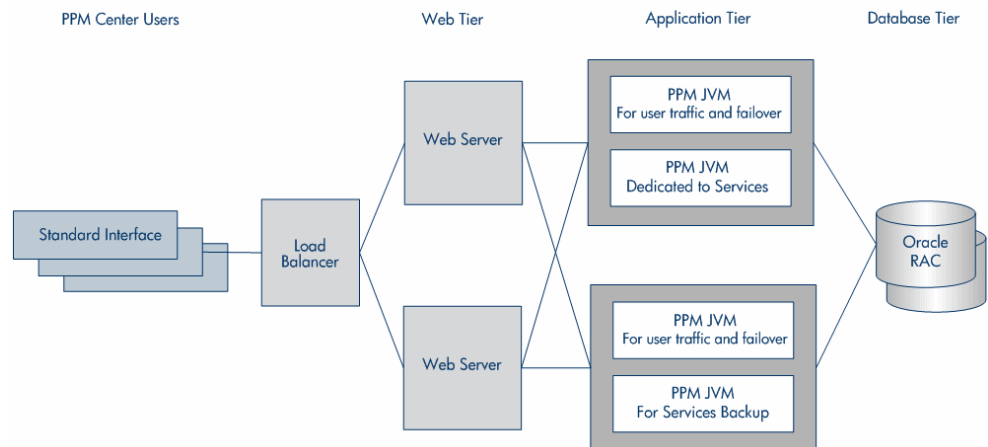 PPM Center Users
Web Tier
Application Tier
Database Tier
PPM JVM
For user traffic and failover
Web Server
PPM JVM
Dedicated to Services
Standard Interface
Load
Balancer
Oracle
RAC
PPM JVM
For user traffic and failover
Web Server
PPM JVM
For Services Backup